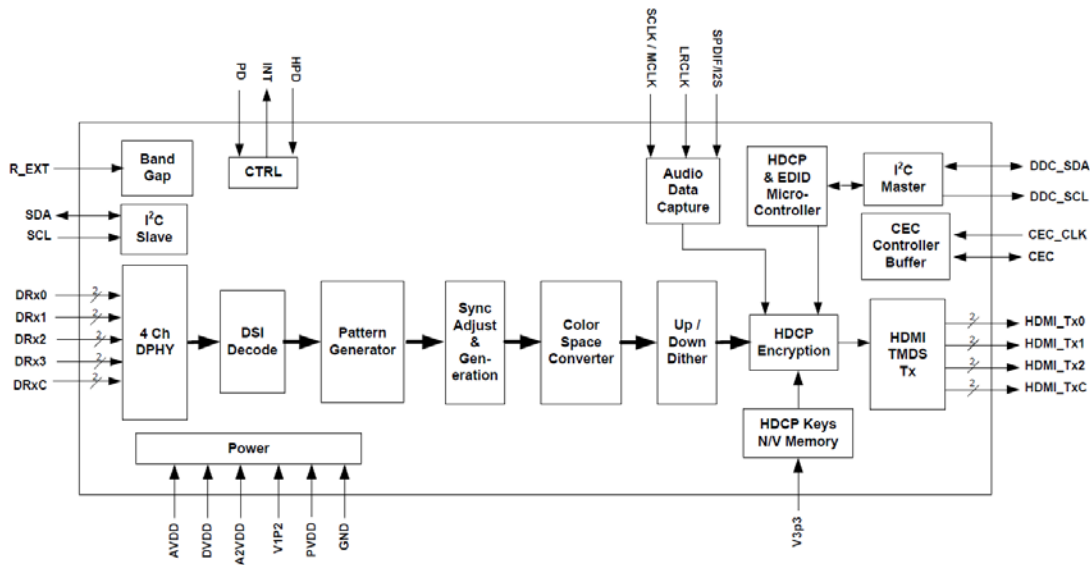 PD
INT
HPD
SCLK / MCLK
LRCLK
SPDIF/I2S
R_EXT
Band
Gap
CTRL
Audio
Data
Capture
HDCP
& EDID
Micro-
Controller
I²C
Master
DDC_SDA
DDC_SCL
SDA
SCL
I²C
Slave
CEC
Controller
Buffer
CEC_CLK
CEC
DRx0
DRx1
DRx2
DRx3
DRxC
2
2
2
2
2
4 Ch
DPHY
DSI
Decode
Pattern
Generator
Sync
Adjust
&
Gen-
eration
Color
Space
Converter
Up /
Down
Dither
HDCP
Encryption
HDMI
TMDS
Tx
2
2
2
2
HDMI_Tx0
HDMI_Tx1
HDMI_Tx2
HDMI_TxC
HDCP Keys
N/V Memory
Power
AVDD
DVDD
A2VDD
V1P2
PVDD
GND
V3p3